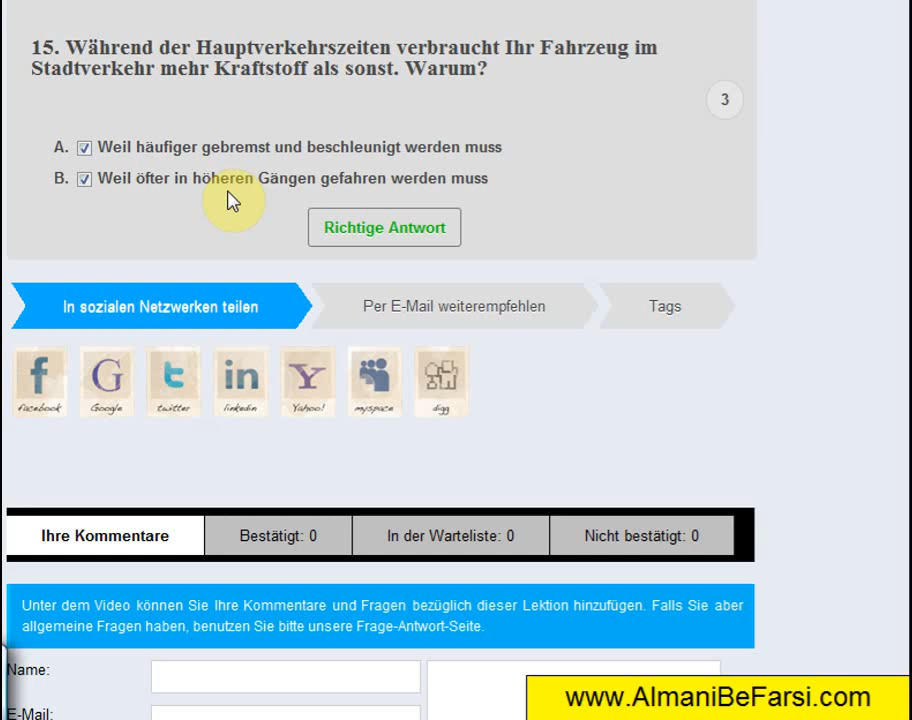 15. Während der Hauptverkehrszeiten verbraucht Ihr Fahrzeug im
Stadtverkehr mehr Kraftstoff als sonst. Warum?
3
A. Weil häufiger gebremst und beschleunigt werden muss
B. Weil öfter in höheren Gängen gefahren werden muss
Richtige Antwort
In sozialen Netzwerken teilen Per E-Mail weiterempfehlen Tags
facebook Google twitter linkedin Yahoo! myspace digg
Ihre Kommentare Bestätigt: 0 In der Warteliste: 0 Nicht bestätigt: 0
Unter dem Video können Sie Ihre Kommentare und Fragen bezüglich dieser Lektion hinzufügen. Falls Sie aber
allgemeine Fragen haben, benutzen Sie bitte unsere Frage-Antwort-Seite.
Name:
www.AlmaniBeFarsi.com
E-Mail: